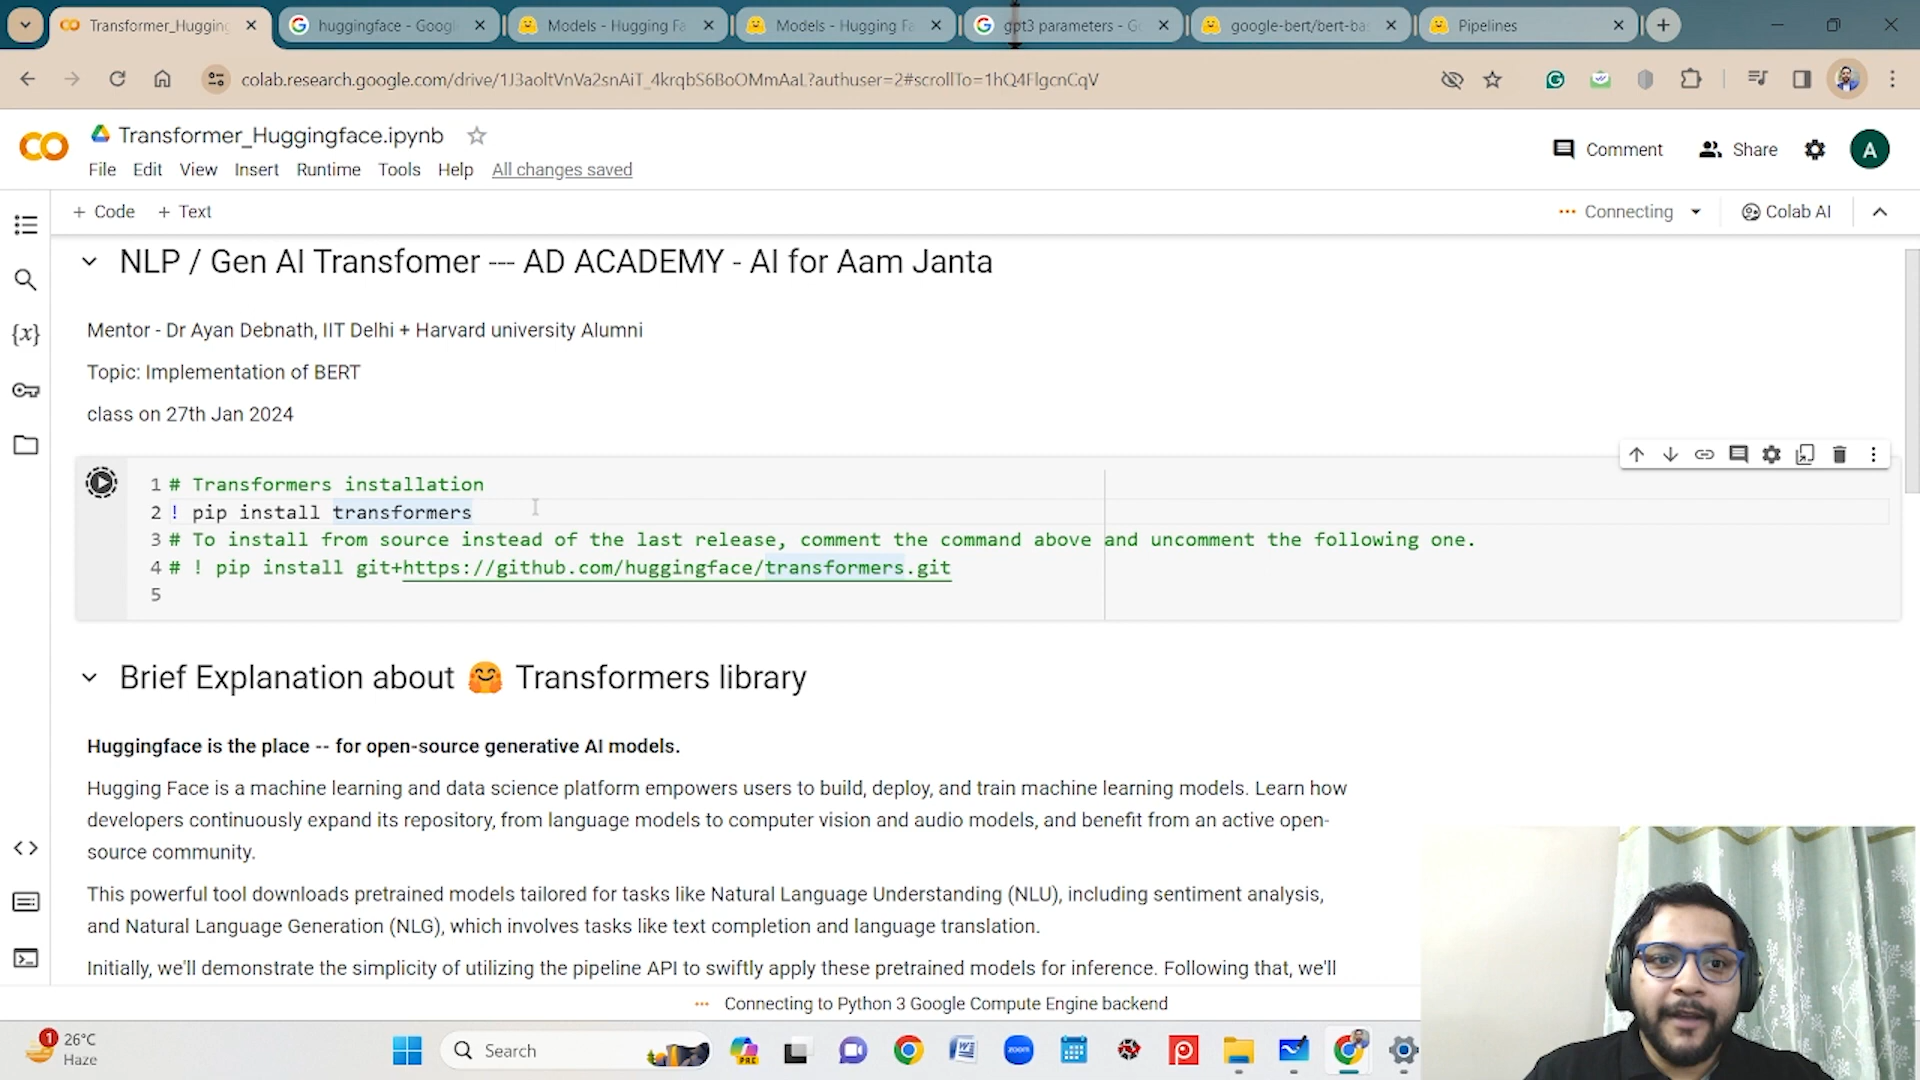 Transformer_Hugging
huggingface - Googl
Models - Hugging Fa
Models - Hugging Fa
gpt3 parameters - Go
google-bert/bert-bas
Pipelines
colab.research.google.com/drive/1J3aoltVnVa2snAiT_4krqbS6BoOMmAaL?authuser=2#scrollTo=1hQ4FlgcnCqV
CO
Transformer_Huggingface.ipynb
Comment
Share
A
File Edit View Insert Runtime Tools Help All changes saved
+ Code + Text
Connecting
Colab AI
NLP / Gen AI Transfomer --- AD ACADEMY - AI for Aam Janta
{x}
Mentor - Dr Ayan Debnath, IIT Delhi + Harvard university Alumni
Topic: Implementation of BERT
class on 27th Jan 2024
1 # Transformers installation
2 ! pip install transformers
3 # To install from source instead of the last release, comment the command above and uncomment the following one.
4 # ! pip install git+https://github.com/huggingface/transformers.git
5
Brief Explanation about 🤗 Transformers library
Huggingface is the place -- for open-source generative AI models.
Hugging Face is a machine learning and data science platform empowers users to build, deploy, and train machine learning models. Learn how
developers continuously expand its repository, from language models to computer vision and audio models, and benefit from an active open-
source community.
This powerful tool downloads pretrained models tailored for tasks like Natural Language Understanding (NLU), including sentiment analysis,
and Natural Language Generation (NLG), which involves tasks like text completion and language translation.
Initially, we'll demonstrate the simplicity of utilizing the pipeline API to swiftly apply these pretrained models for inference. Following that, we'll
Connecting to Python 3 Google Compute Engine backend
1
26°C
Haze
Search
PRE
zoom